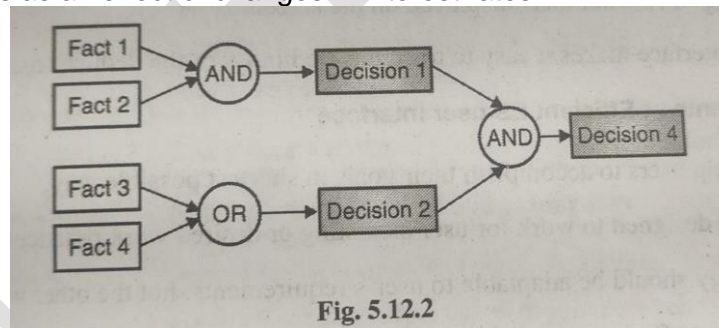 Fact 1
Fact 2
AND
Decision 1
AND
Decision 4
Fact 3
Fact 4
OR
Decision 2
Fig. 5.12.2